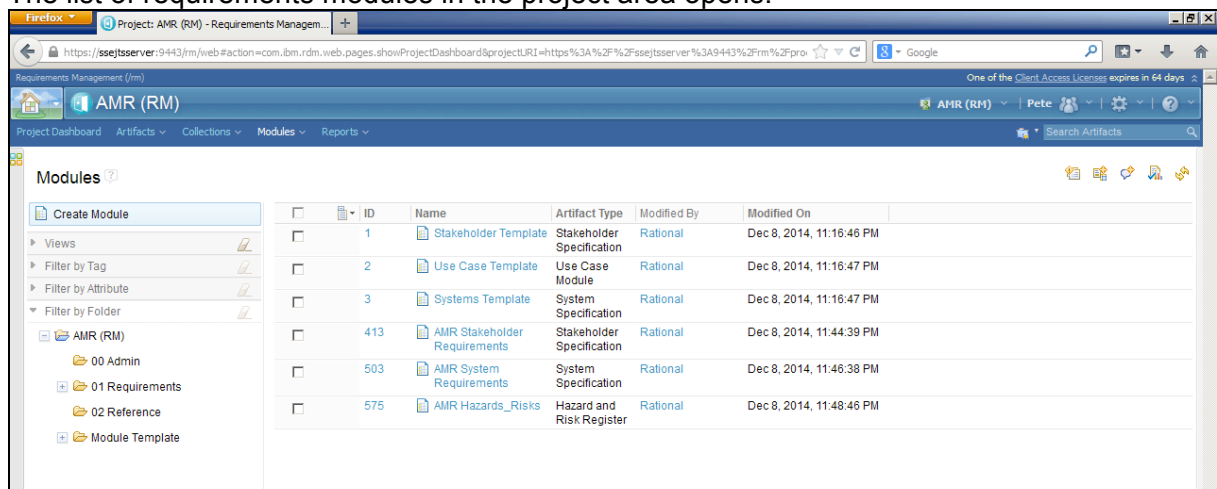 The list of requirements modules in the project area opens.
Firefox
Project: AMR (RM) - Requirements Managem...
https://ssejtsserver:9443/rm/web#action=com.ibm.rdm.web.pages.showProjectDashboard&projectURI=https%3A%2F%2Fssejtsserver%3A9443%2Frm%2Fpro
Google
Requirements Management (/rm)
One of the Client Access Licenses expires in 64 days
AMR (RM)
AMR (RM) | Pete
Project Dashboard Artifacts Collections Modules Reports
Search Artifacts
Modules
Create Module
Views
Filter by Tag
Filter by Attribute
Filter by Folder
AMR (RM)
00 Admin
01 Requirements
02 Reference
Module Template
ID Name Artifact Type Modified By Modified On
1 Stakeholder Template Stakeholder Specification Rational Dec 8, 2014, 11:16:46 PM
2 Use Case Template Use Case Module Rational Dec 8, 2014, 11:16:47 PM
3 Systems Template System Specification Rational Dec 8, 2014, 11:16:47 PM
413 AMR Stakeholder Requirements Stakeholder Specification Rational Dec 8, 2014, 11:44:39 PM
503 AMR System Requirements System Specification Rational Dec 8, 2014, 11:46:38 PM
575 AMR Hazards_Risks Hazard and Risk Register Rational Dec 8, 2014, 11:48:46 PM